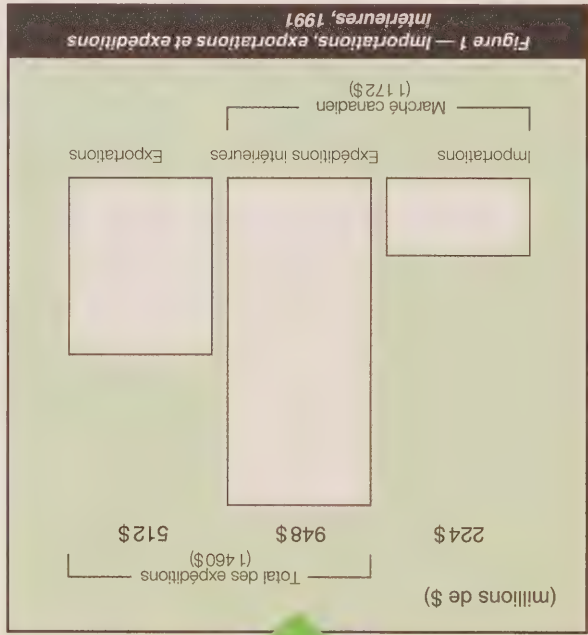 (millions de $)
Total des expéditions
(1 460 $)
224 $ 948 $ 512 $
Importations Expéditions intérieures Exportations
Marché canadien
(1 172 $)
Figure 1 — Importations, exportations et expéditions
intérieures, 1991